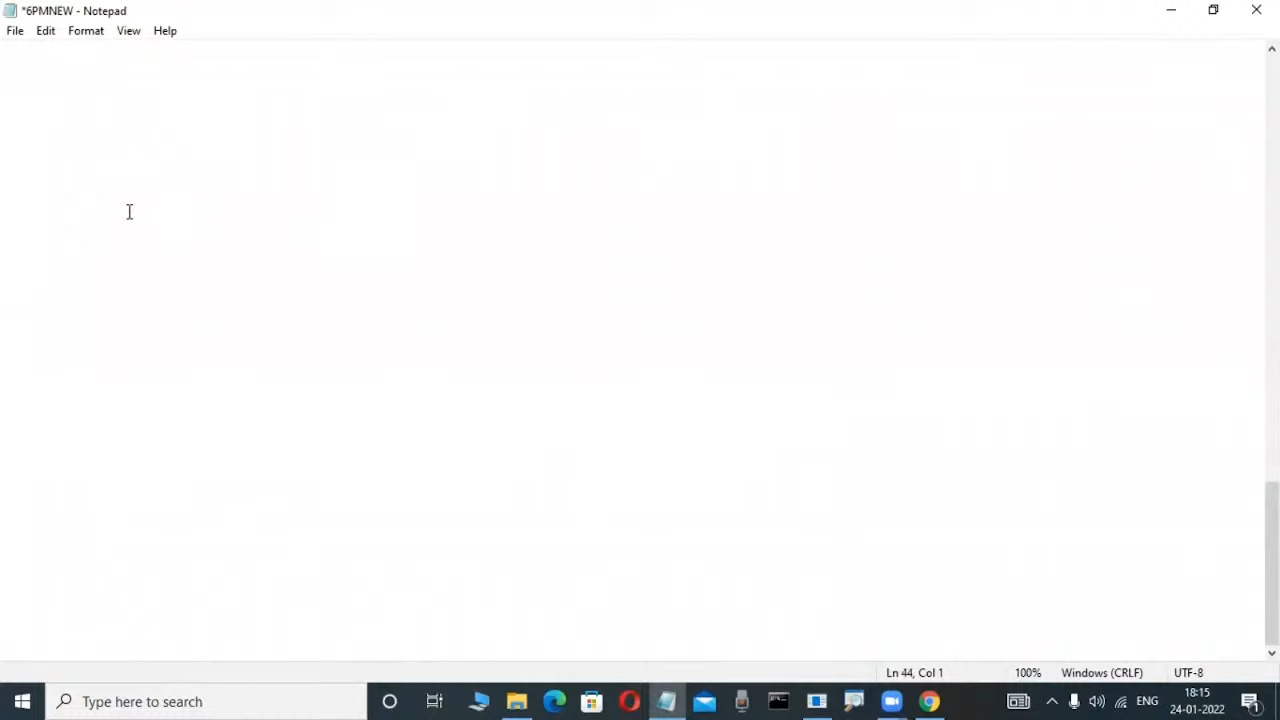 *6PMNEW - Notepad
File Edit Format View Help
Ln 44, Col 1 100% Windows (CRLF) UTF-8
Type here to search
ENG
18:15
24-01-2022
1